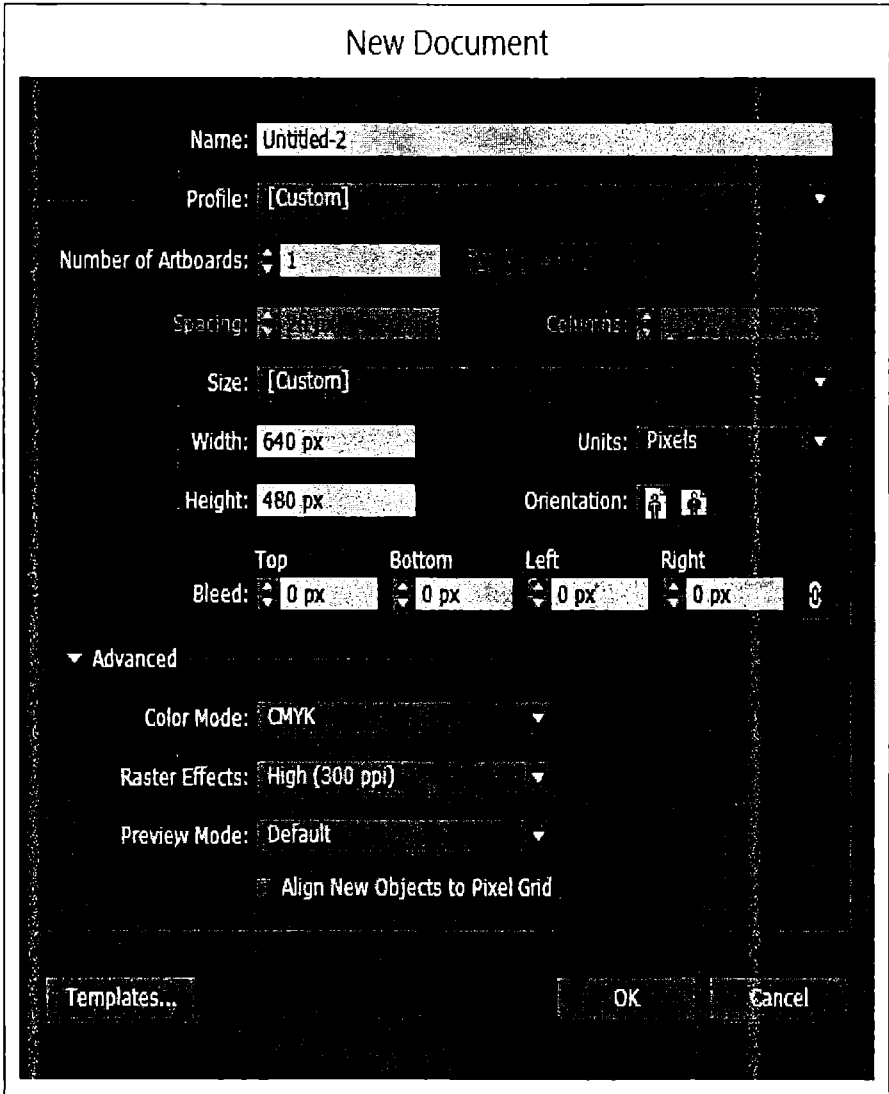 New Document
Name: Untitled-2
Profile: [Custom]
Number of Artboards: 1
Spacing: Columns:
Size: [Custom]
Width: 640 px Units: Pixels
Height: 480 px Orientation:
Top Bottom Left Right
Bleed: 0 px 0 px 0 px 0 px
Advanced
Color Mode: CMYK
Raster Effects: High (300 ppi)
Preview Mode: Default
Align New Objects to Pixel Grid
Templates... OK Cancel